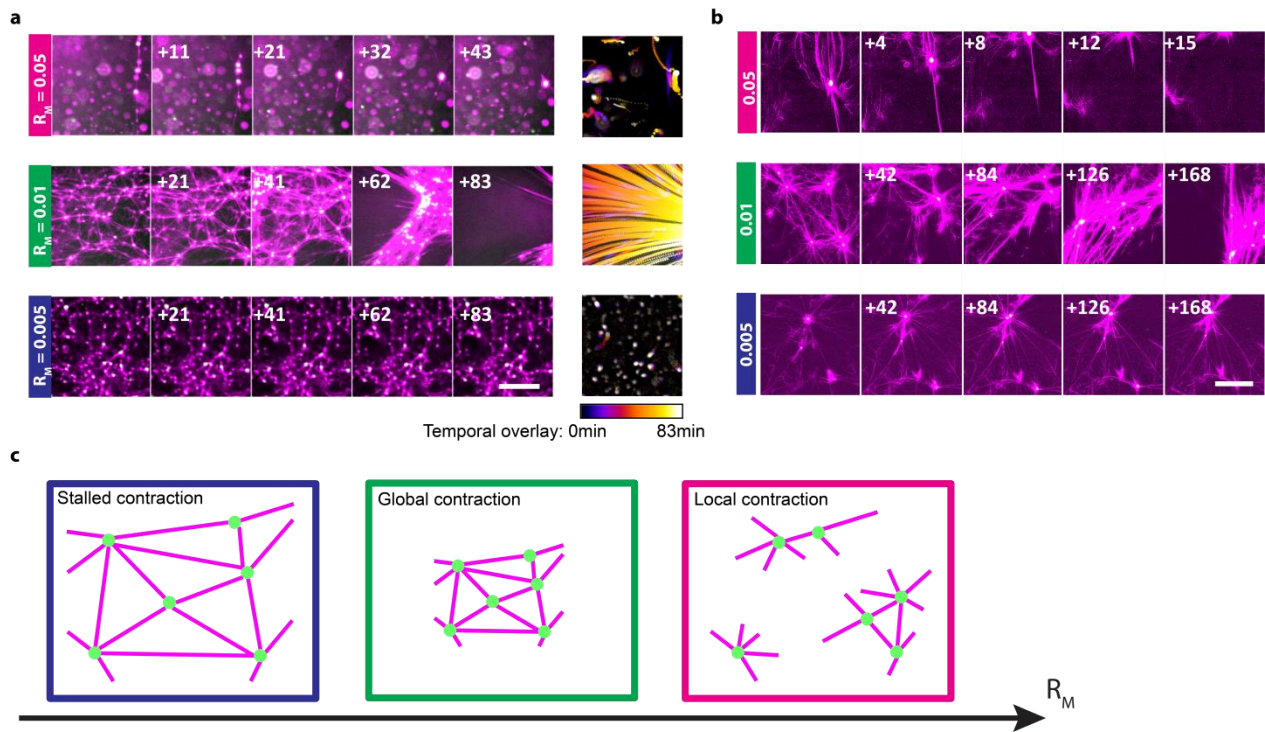 a
R_M = 0.05
+11
+21
+32
+43
R_M = 0.01
+21
+41
+62
+83
R_M = 0.005
+21
+41
+62
+83
Temporal overlay: 0min 83min
b
0.05
+4
+8
+12
+15
0.01
+42
+84
+126
+168
0.005
+42
+84
+126
+168
c
Stalled contraction
Global contraction
Local contraction
R_M